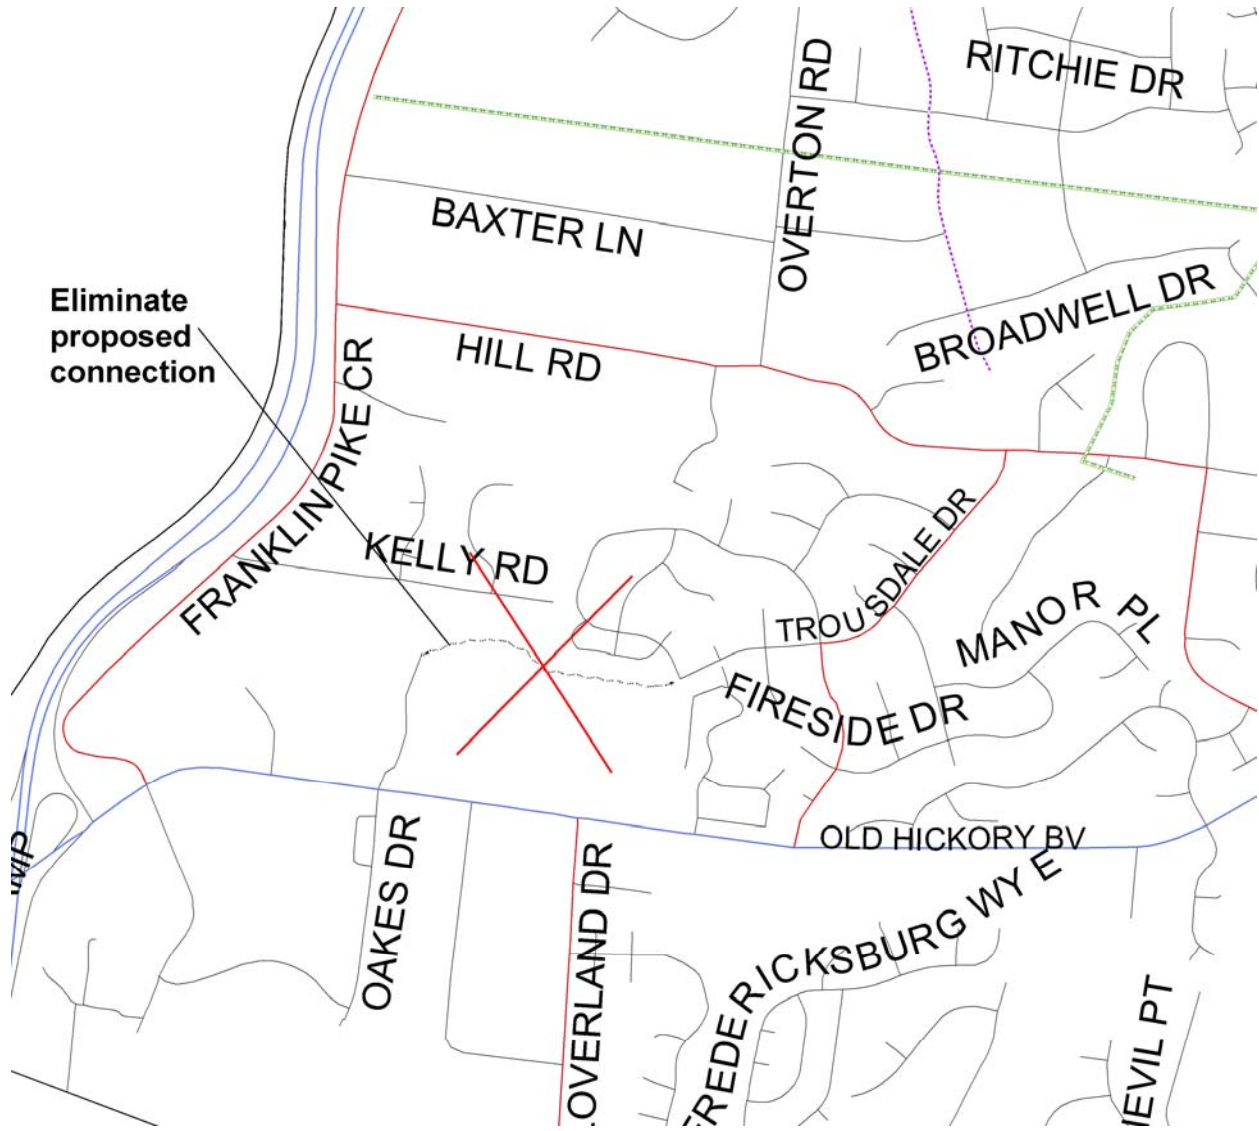 RITCHIE DR
OVERTON RD
BAXTER LN
BROADWELL DR
Eliminate
proposed
connection
HILL RD
FRANKLIN PIKE CR
KELLY RD
TROUSDALE DR
MANOR PL
FIRESIDE DR
OLD HICKORY BV
OAKES DR
OVERLAND DR
FREDERICKSBURG WY E
EVIL PT